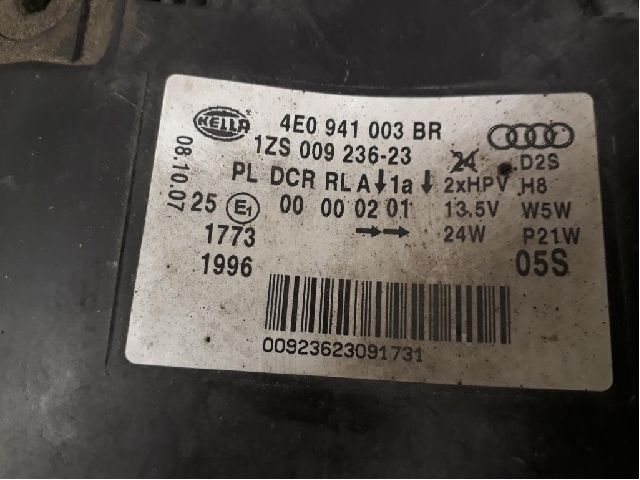 HELLA
4E0 941 003 BR
1ZS 009 236-23
24 D2S
PL DCR RL A↓1a↓ 2xHPV H8
08.10.07
25 E1 00 00 02 01 13.5V W5W
1773 →→ 24W P21W
1996 05S
00923623091731